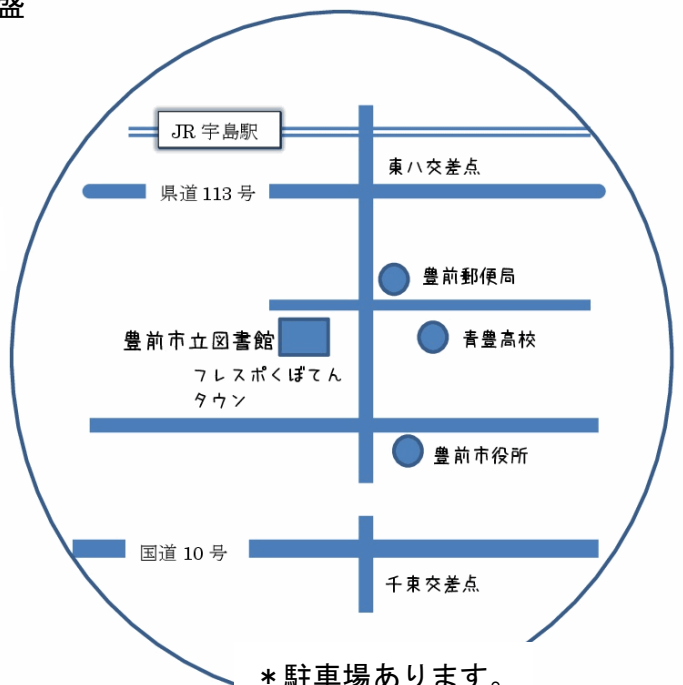 盛
JR 宇島駅
東八交差点
県道 113 号
豊前郵便局
豊前市立図書館
青豊高校
フレスポくぼてん
タウン
豊前市役所
国道 10 号
千束交差点
＊駐車場あります。